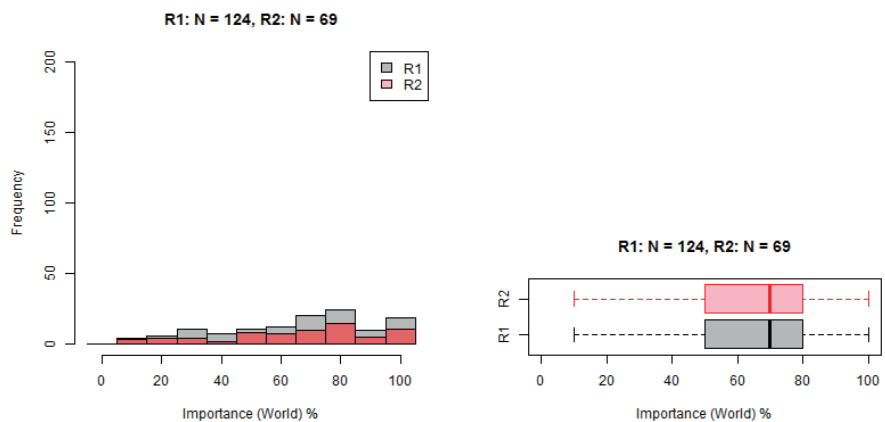 R1: N = 124, R2: N = 69
R1
R2
Frequency
200
150
100
50
0
0 20 40 60 80 100
Importance (World) %
R1: N = 124, R2: N = 69
R2
R1
0 20 40 60 80 100
Importance (World) %